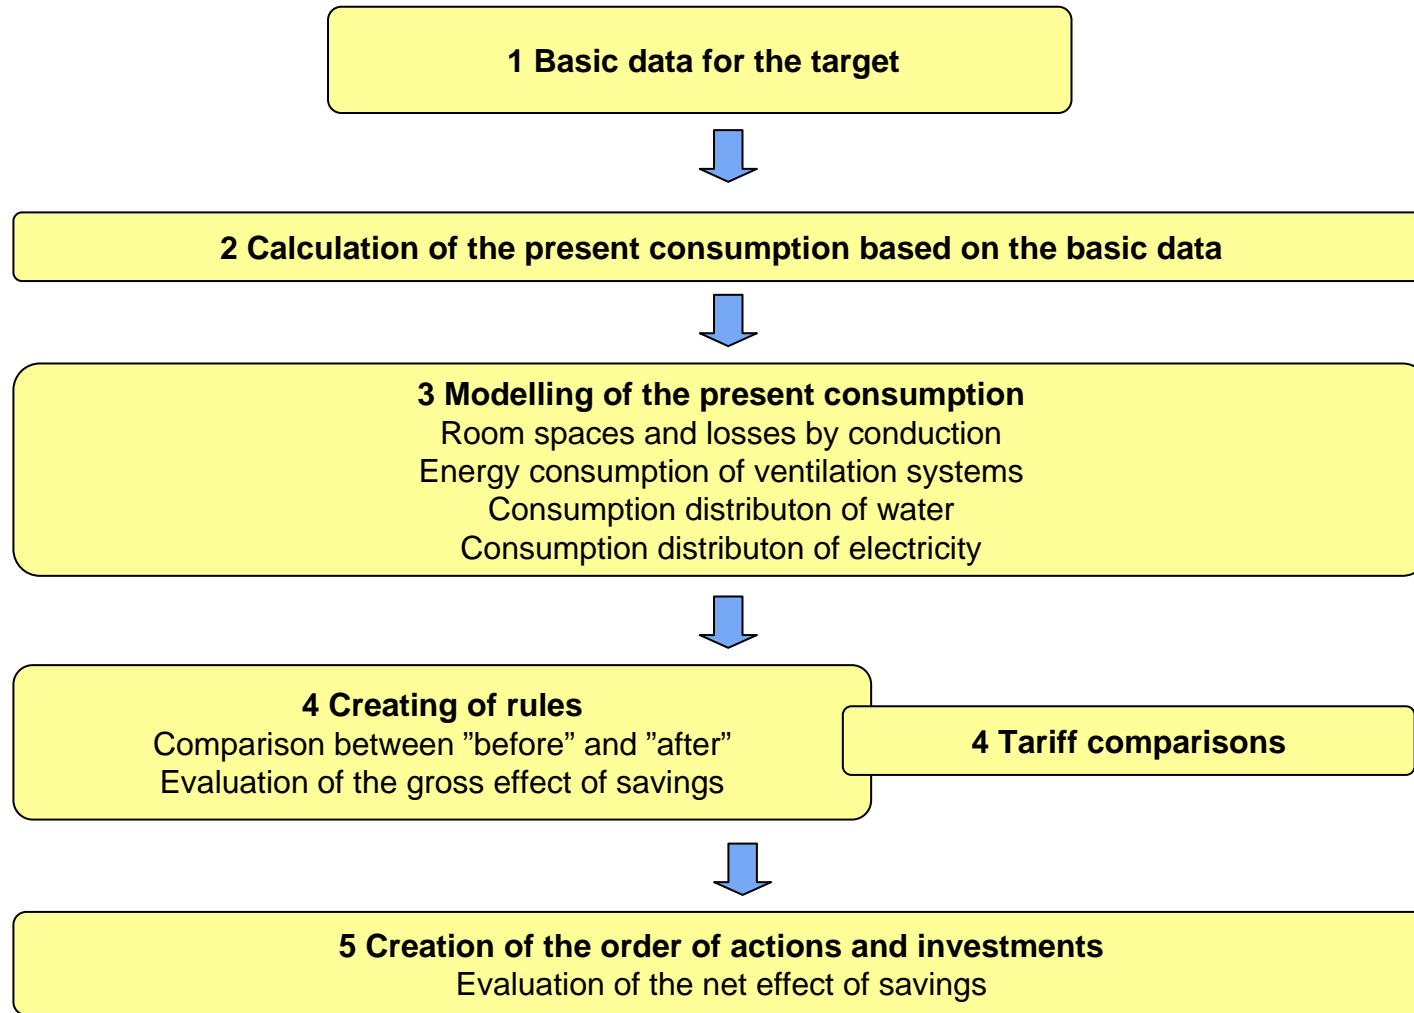 1 Basic data for the target
2 Calculation of the present consumption based on the basic data
3 Modelling of the present consumption
Room spaces and losses by conduction
Energy consumption of ventilation systems
Consumption distributon of water
Consumption distributon of electricity
4 Creating of rules
Comparison between ”before” and ”after”
Evaluation of the gross effect of savings
4 Tariff comparisons
5 Creation of the order of actions and investments
Evaluation of the net effect of savings